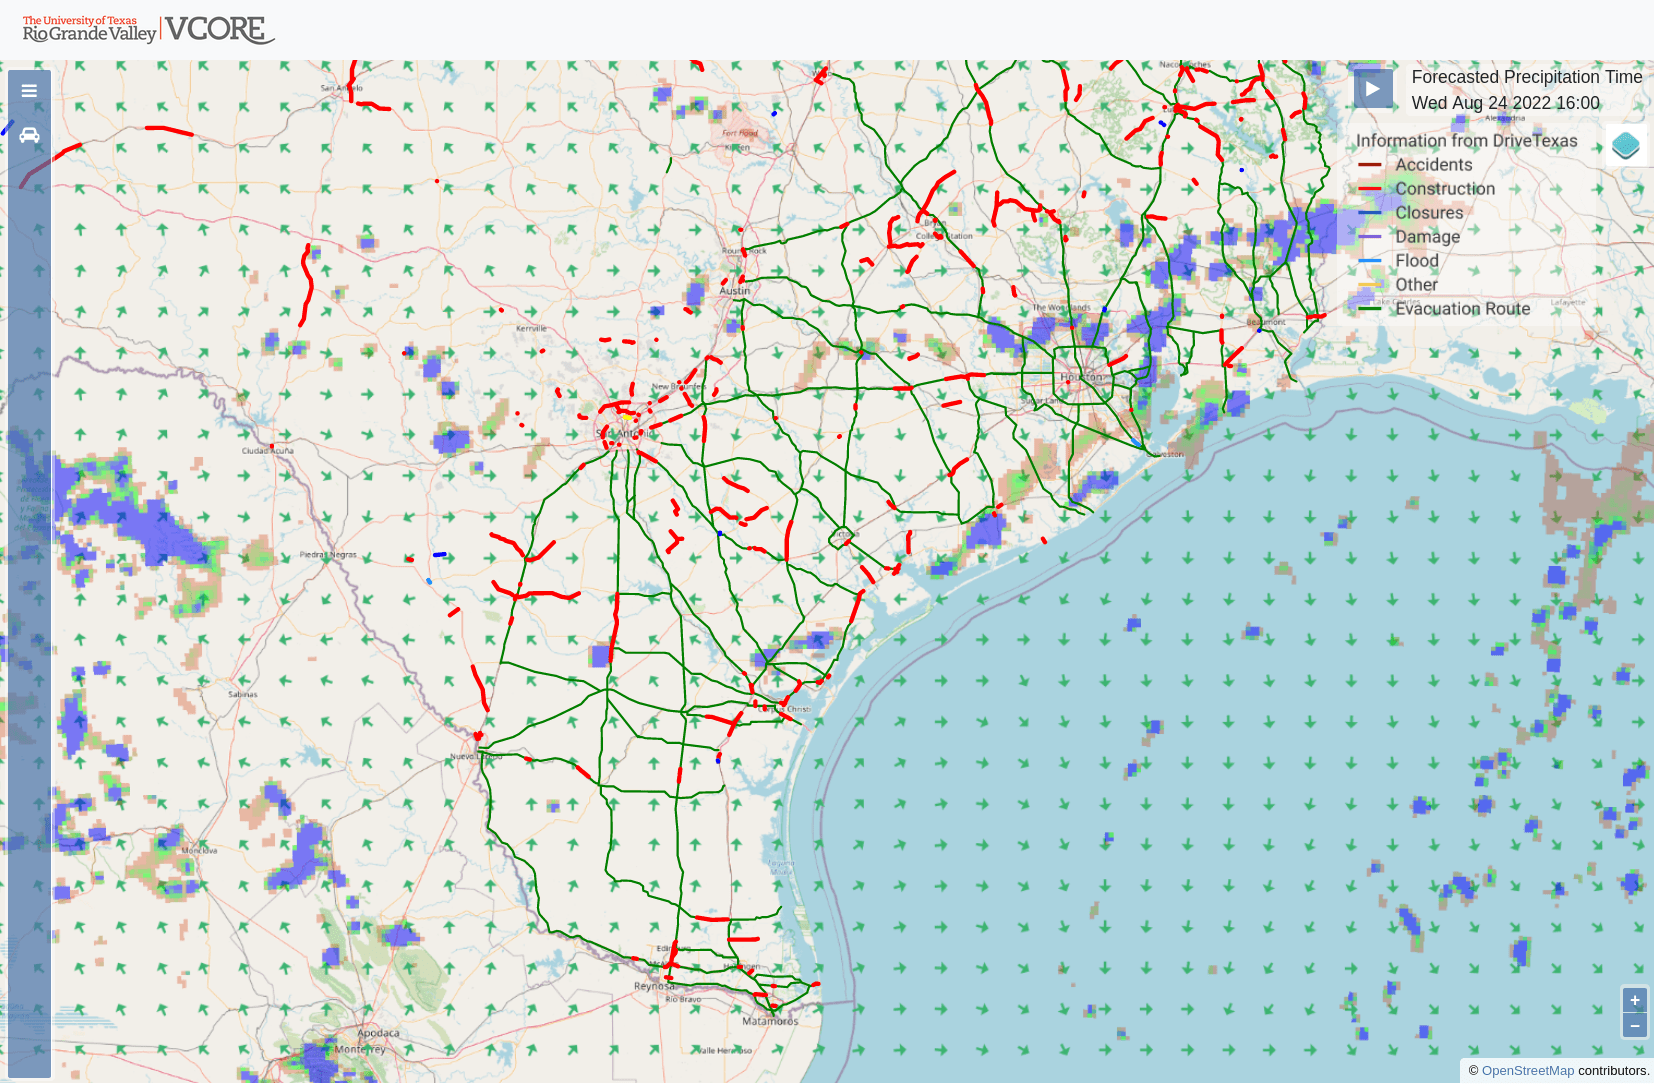 The University of Texas
Rio Grande Valley
VCORE
Forecasted Precipitation Time
Wed Aug 24 2022 16:00
Information from DriveTexas
Accidents
Construction
Closures
Damage
Flood
Other
Evacuation Route
San Angelo
Fort Hood
Killeen
Nacogdoches
Alexandria
College Station
Round Rock
Austin
The Woodlands
Beaumont
Lake Charles
Lafayette
Kerrville
New Braunfels
Houston
Sugar Land
San Antonio
Ciudad Acuña
Galveston
Piedras Negras
Victoria
Sabinas
Corpus Christi
Nuevo Laredo
Monclova
Laguna
Madre
Edinburg
Harlingen
Reynosa
Río Bravo
Matamoros
Apodaca
Monterrey
Valle Hermoso
+
−
© OpenStreetMap contributors.